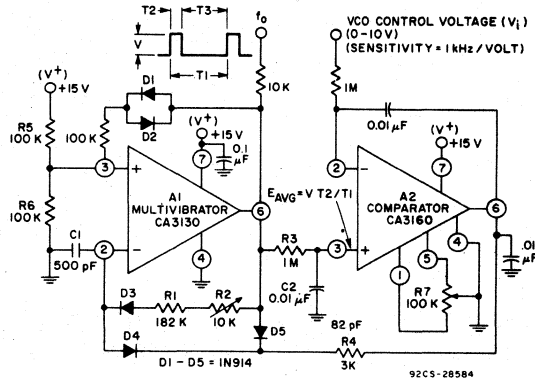 T2
T3
V
T1
f₀
VCO CONTROL VOLTAGE (Vᵢ)
(0–10V)
(SENSITIVITY = 1 kHz / VOLT)
(V⁺)
+15 V
R5
100 K
100 K
D1
D2
10 K
(V⁺)
+15 V
0.1
µF
1M
0.01 µF
(V⁺)
+15 V
3
+
7
A1
MULTIVIBRATOR
CA3130
6
2
–
4
R6
100K
C1
500 pF
E_AVG = V T2/T1
2
–
7
A2
COMPARATOR
CA3160
6
3
+
1
5
4
R3
1M
C2
0.01 µF
R7
100 K
.01
µF
D3
R1
182 K
R2
10 K
D5
D4
D1 – D5 = 1N914
82 pF
R4
3K
92CS-28584